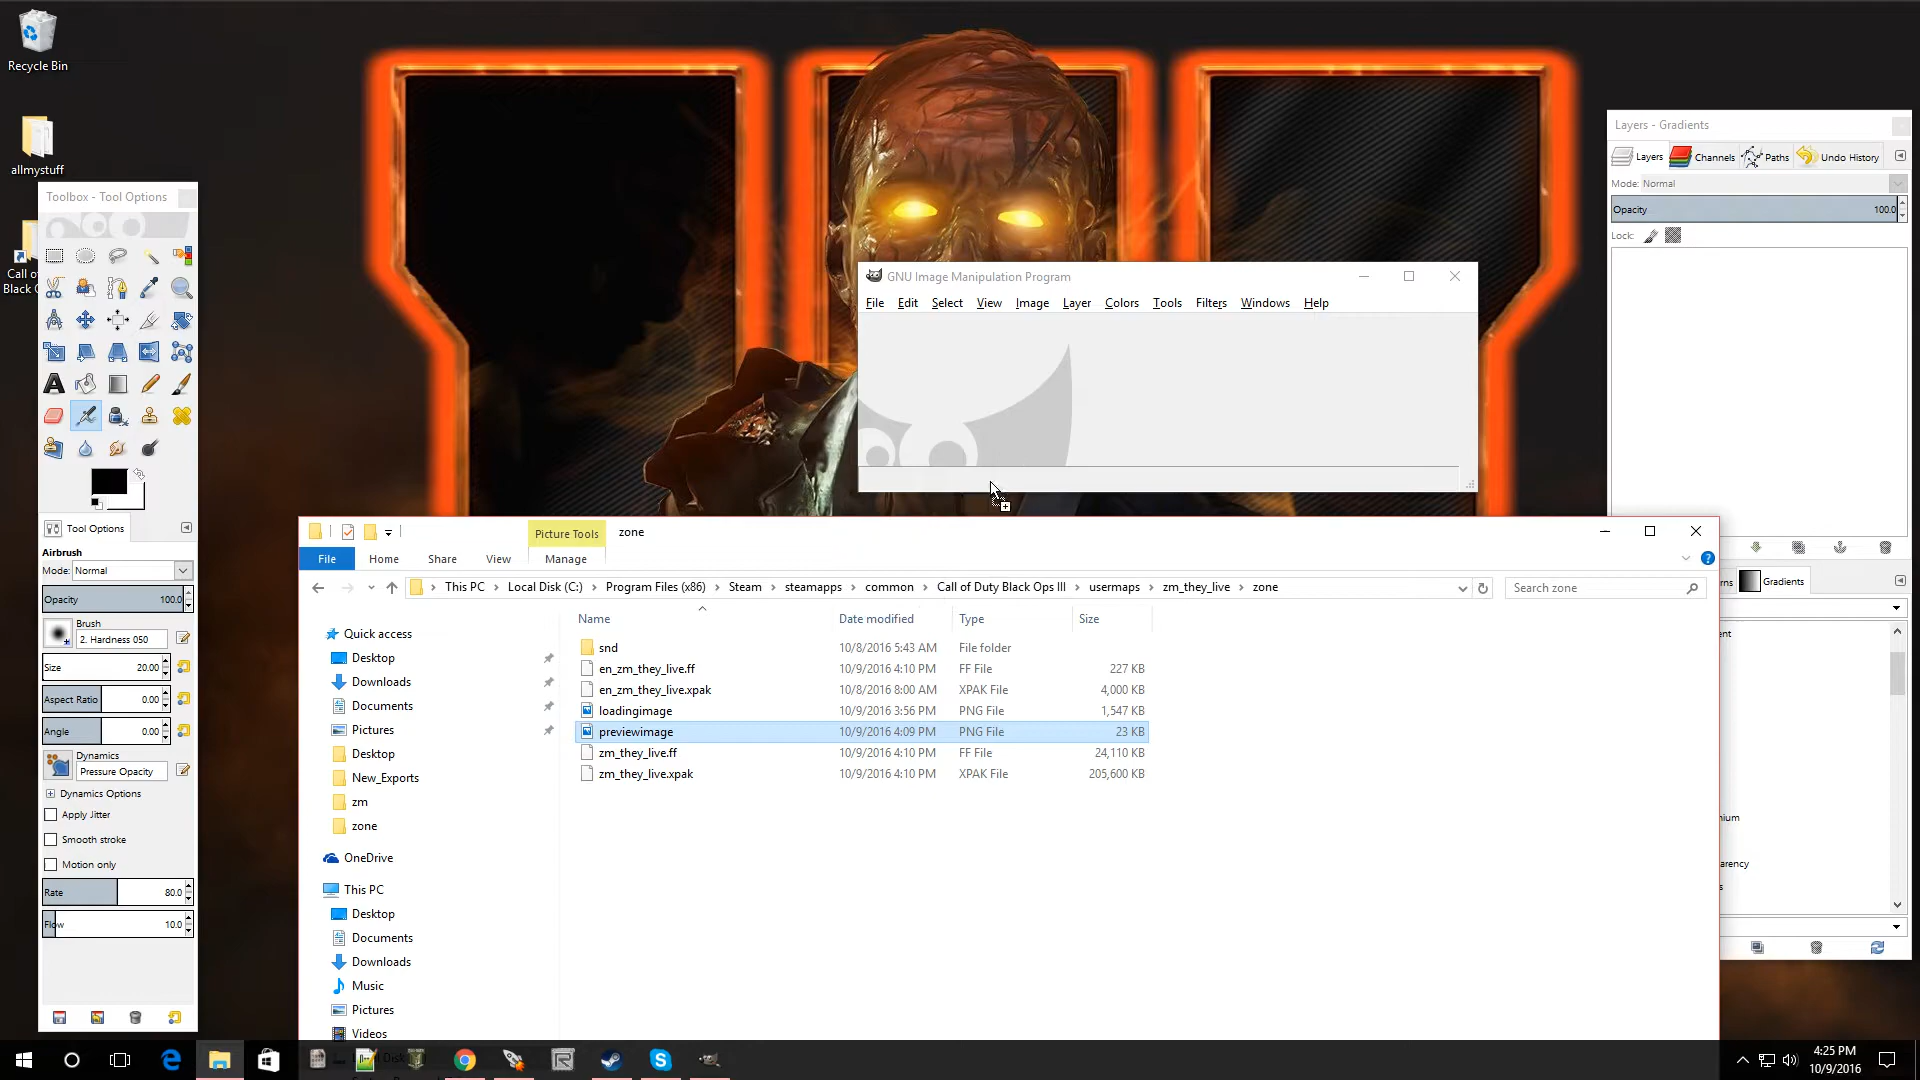 Recycle Bin
allmystuff
Call of
Black O
Toolbox - Tool Options
Tool Options
Airbrush
Mode: Normal
Opacity 100.0
Brush
2. Hardness 050
Size 20.00
Aspect Ratio 0.00
Angle 0.00
Dynamics
Pressure Opacity
Dynamics Options
Apply Jitter
Smooth stroke
Motion only
Rate 80.0
Flow 10.0
GNU Image Manipulation Program
File Edit Select View Image Layer Colors Tools Filters Windows Help
Layers - Gradients
Layers Channels Paths Undo History
Mode: Normal
Opacity 100.0
Lock:
rns Gradients
ent
nium
arency
s
Picture Tools zone
File Home Share View Manage
This PC Local Disk (C:) Program Files (x86) Steam steamapps common Call of Duty Black Ops III usermaps zm_they_live zone
Search zone
Name Date modified Type Size
snd 10/8/2016 5:43 AM File folder
en_zm_they_live.ff 10/9/2016 4:10 PM FF File 227 KB
en_zm_they_live.xpak 10/8/2016 8:00 AM XPAK File 4,000 KB
loadingimage 10/9/2016 3:56 PM PNG File 1,547 KB
previewimage 10/9/2016 4:09 PM PNG File 23 KB
zm_they_live.ff 10/9/2016 4:10 PM FF File 24,110 KB
zm_they_live.xpak 10/9/2016 4:10 PM XPAK File 205,600 KB
Quick access
Desktop
Downloads
Documents
Pictures
Desktop
New_Exports
zm
zone
OneDrive
This PC
Desktop
Documents
Downloads
Music
Pictures
Videos
4:25 PM
10/9/2016